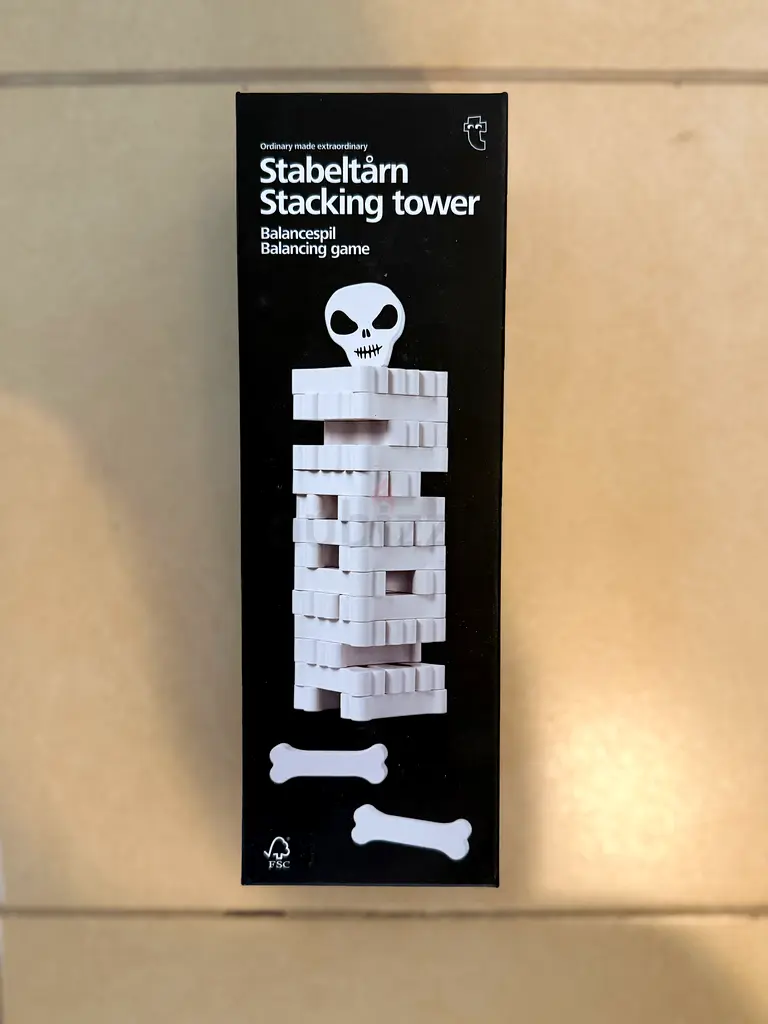 Ordinary made extraordinary
Stabeltårn
Stacking tower
Balancespil
Balancing game
FSC